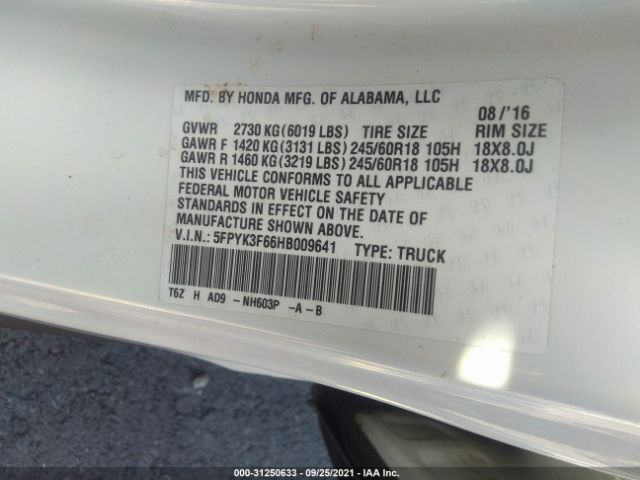 MFD. BY HONDA MFG. OF ALABAMA, LLC
08/'16
GVWR 2730 KG(6019 LBS) TIRE SIZE RIM SIZE
GAWR F 1420 KG(3131 LBS) 245/60R18 105H 18X8.0J
GAWR R 1460 KG(3219 LBS) 245/60R18 105H 18X8.0J
THIS VEHICLE CONFORMS TO ALL APPLICABLE
FEDERAL MOTOR VEHICLE SAFETY
STANDARDS IN EFFECT ON THE DATE OF
MANUFACTURE SHOWN ABOVE.
V.I.N.: 5FPYK3F66HB009641 TYPE: TRUCK
T6Z H AD9 -NH603P -A-B
000-31250633 - 09/25/2021 - IAA Inc.